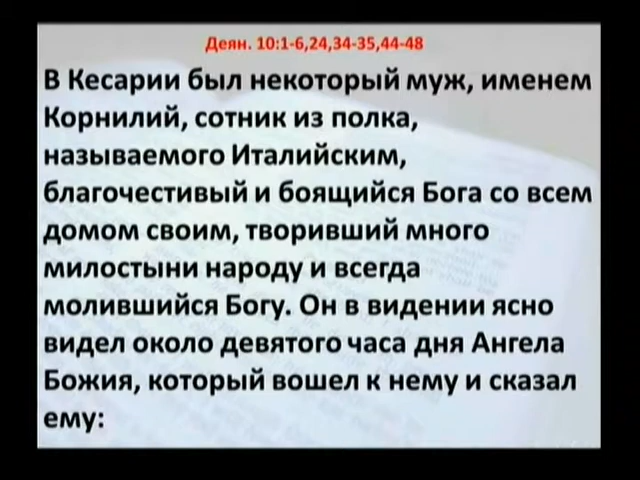 Деян. 10:1-6,24,34-35,44-48
В Кесарии был некоторый муж, именем
Корнилий, сотник из полка,
называемого Италийским,
благочестивый и боящийся Бога со всем
домом своим, творивший много
милостыни народу и всегда
молившийся Богу. Он в видении ясно
видел около девятого часа дня Ангела
Божия, который вошел к нему и сказал
ему: